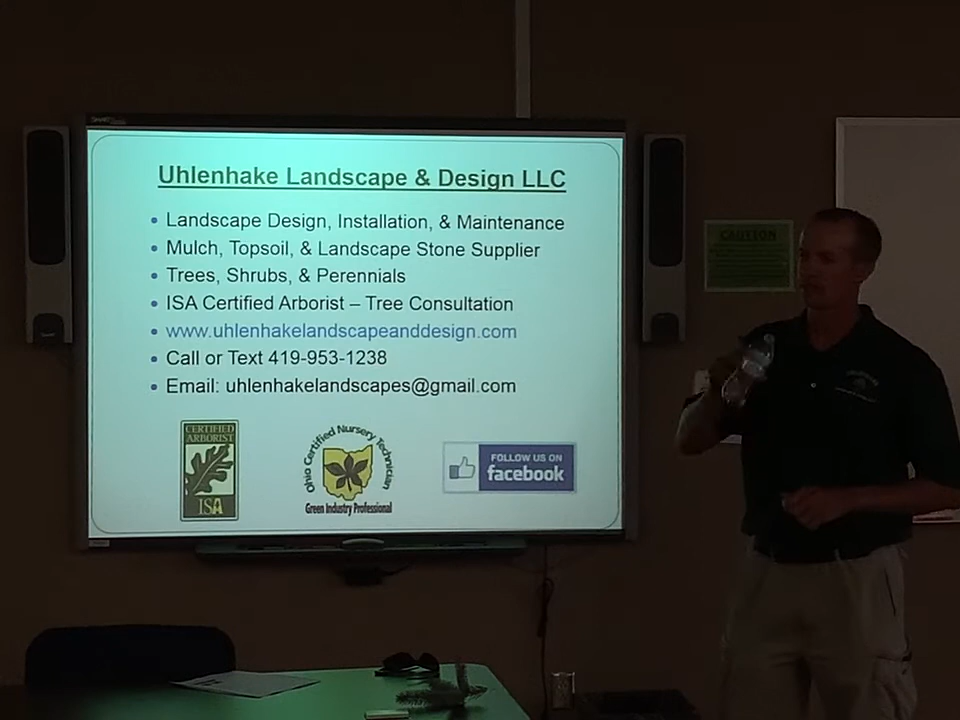 SMART
Uhlenhake Landscape & Design LLC
• Landscape Design, Installation, & Maintenance
• Mulch, Topsoil, & Landscape Stone Supplier
• Trees, Shrubs, & Perennials
• ISA Certified Arborist – Tree Consultation
• www.uhlenhakelandscapeanddesign.com
• Call or Text 419-953-1238
• Email: uhlenhakelandscapes@gmail.com
CERTIFIED
ARBORIST
ISA
Ohio Certified Nursery Technician
Green Industry Professional
FOLLOW US ON
facebook
CAUTION